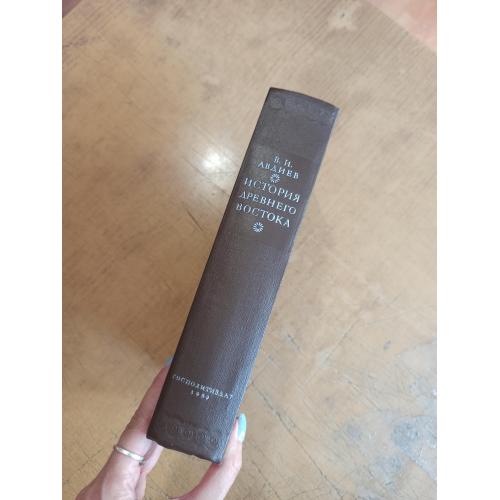 В. И.
АВДИЕВ
ИСТОРИЯ
ДРЕВНЕГО
ВОСТОКА
ГОСПОЛИТИЗДАТ